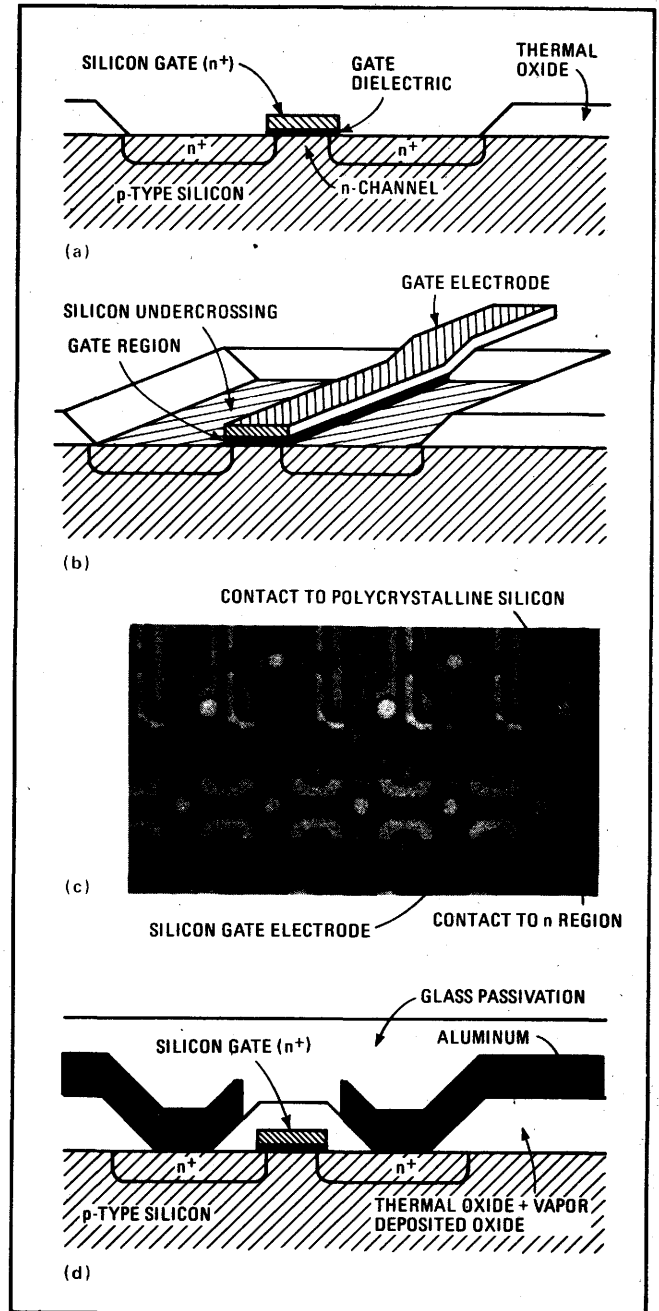 SILICON GATE (n+)
GATE
DIELECTRIC
THERMAL
OXIDE
n+
n+
n-CHANNEL
p-TYPE SILICON
(a)
GATE ELECTRODE
SILICON UNDERCROSSING
GATE REGION
(b)
CONTACT TO POLYCRYSTALLINE SILICON
(c)
SILICON GATE ELECTRODE
CONTACT TO n REGION
GLASS PASSIVATION
SILICON GATE (n+)
ALUMINUM
n+
n+
p-TYPE SILICON
THERMAL OXIDE + VAPOR
DEPOSITED OXIDE
(d)